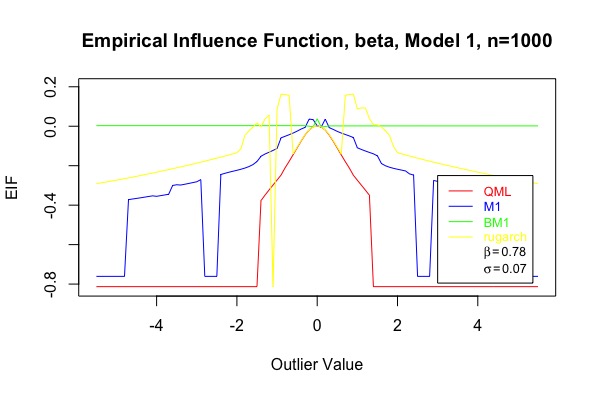 Empirical Influence Function, beta, Model 1, n=1000
EIF
0.2
0.0
-0.4
-0.8
QML
M1
BM1
rugarch
β=0.78
σ=0.07
-4 -2 0 2 4
Outlier Value